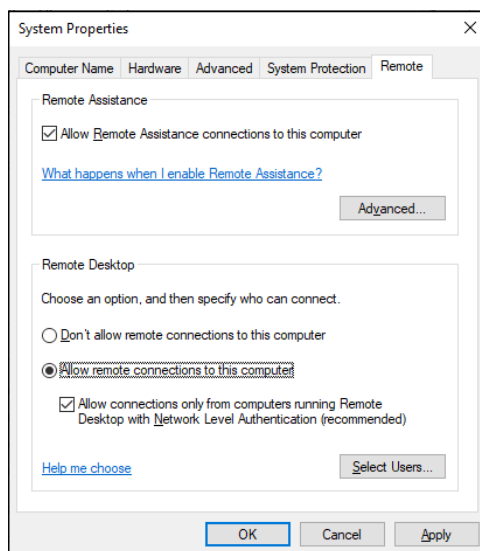 System Properties
Computer Name Hardware Advanced System Protection Remote
Remote Assistance
Allow Remote Assistance connections to this computer
What happens when I enable Remote Assistance?
Advanced...
Remote Desktop
Choose an option, and then specify who can connect.
Don't allow remote connections to this computer
Allow remote connections to this computer
Allow connections only from computers running Remote
Desktop with Network Level Authentication (recommended)
Help me choose Select Users...
OK Cancel Apply